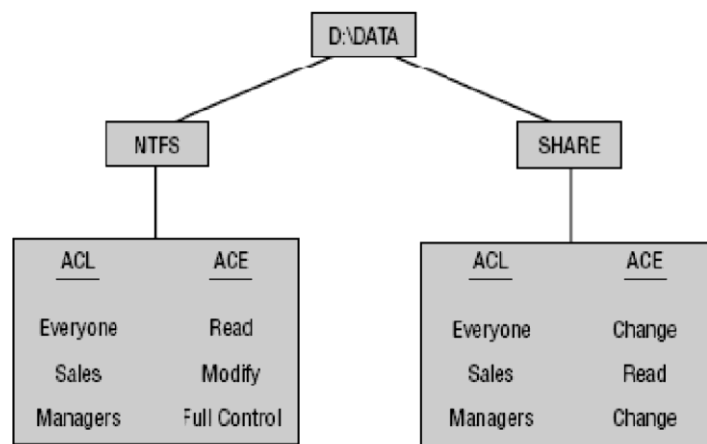 D:\DATA
NTFS
SHARE
ACL ACE
Everyone Read
Sales Modify
Managers Full Control
ACL ACE
Everyone Change
Sales Read
Managers Change